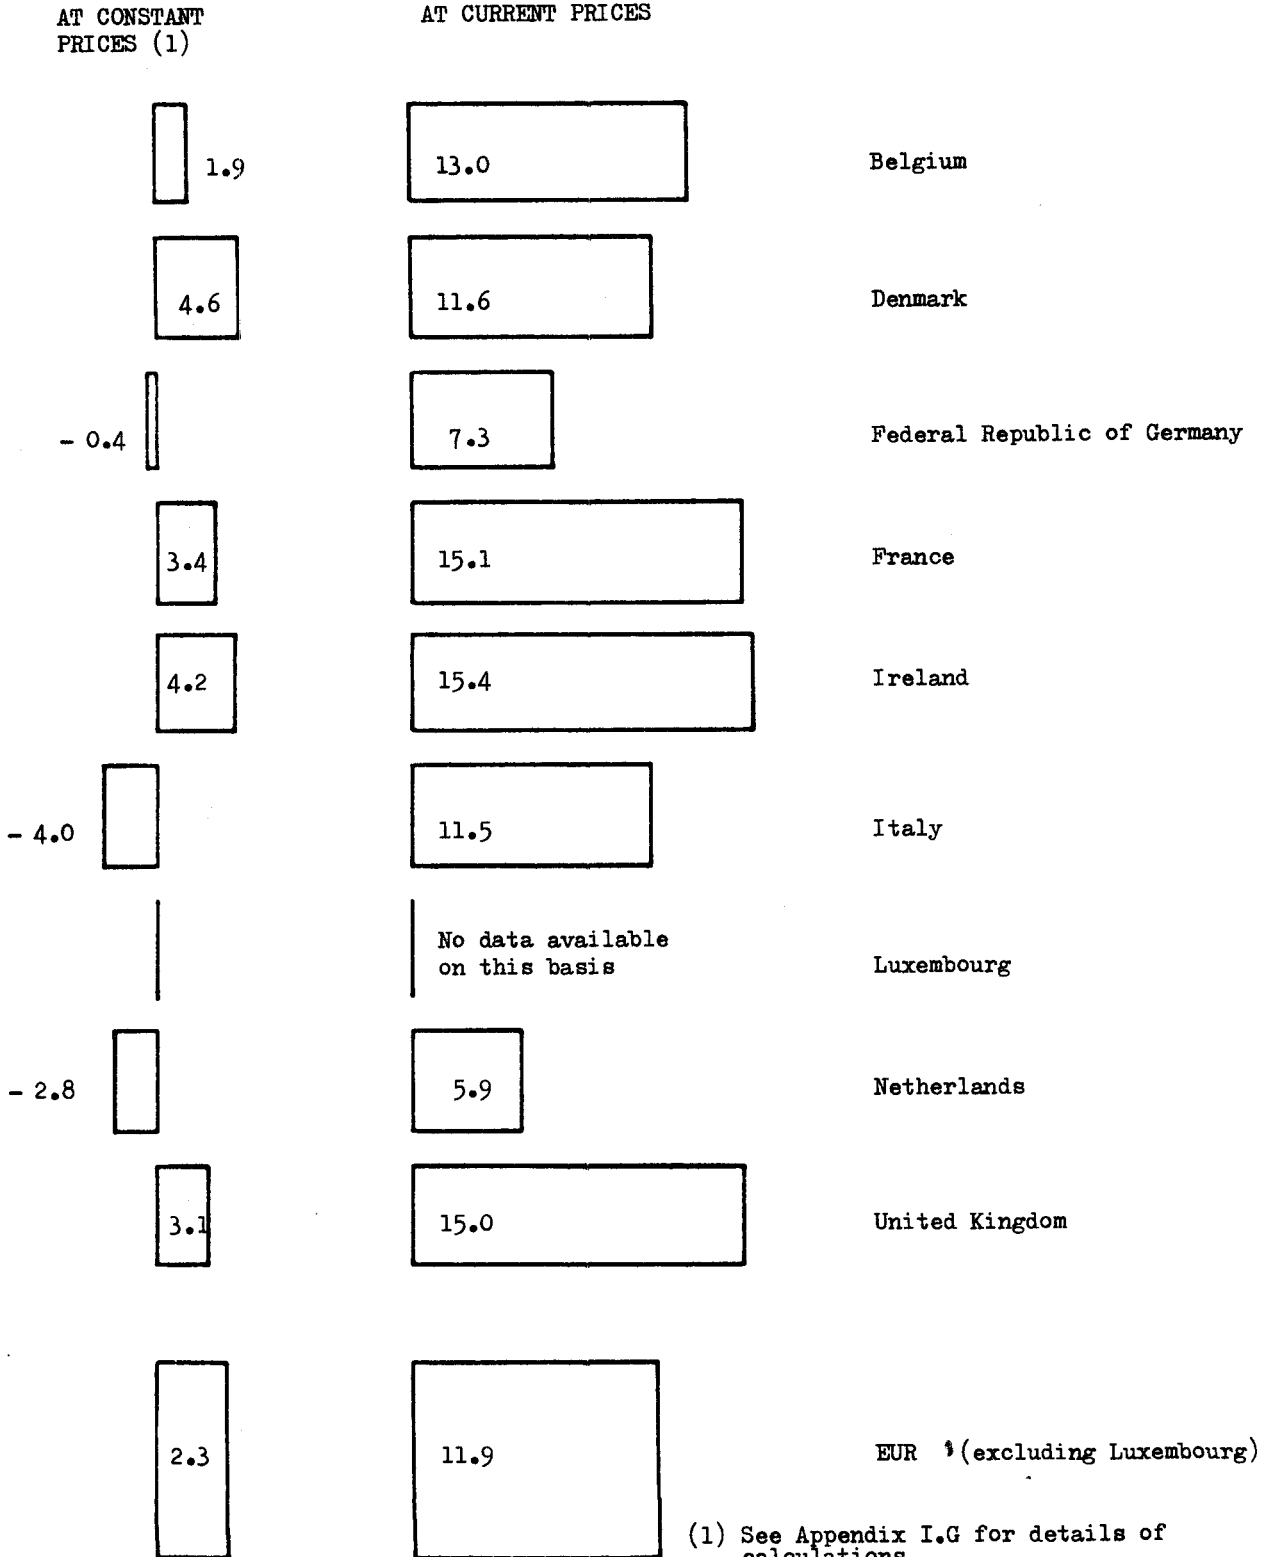 AT CONSTANT
PRICES (1)
AT CURRENT PRICES
1.9 13.0 Belgium
4.6 11.6 Denmark
- 0.4 7.3 Federal Republic of Germany
3.4 15.1 France
4.2 15.4 Ireland
- 4.0 11.5 Italy
No data available
on this basis
Luxembourg
- 2.8 5.9 Netherlands
3.1 15.0 United Kingdom
2.3 11.9 EUR (excluding Luxembourg)
(1) See Appendix I.G for details of
calculations